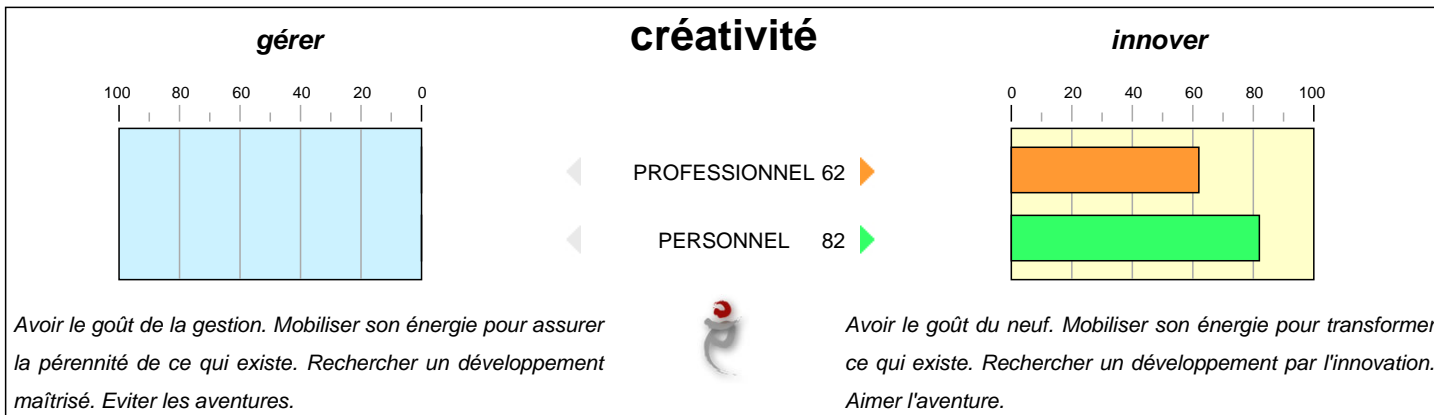 créativité
gérer
innover
100 80 60 40 20 0
0 20 40 60 80 100
PROFESSIONNEL 62
PERSONNEL 82
Avoir le goût de la gestion. Mobiliser son énergie pour assurer
la pérennité de ce qui existe. Rechercher un développement
maîtrisé. Eviter les aventures.
Avoir le goût du neuf. Mobiliser son énergie pour transformer
ce qui existe. Rechercher un développement par l'innovation.
Aimer l'aventure.